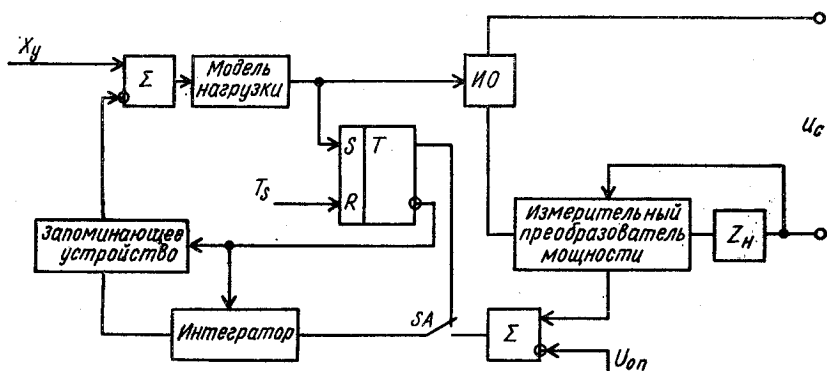 Xу
Σ
Модель
нагрузки
ИО
uс
S T
Ts
R
Запоминающее
устройство
Измерительный
преобразователь
мощности
Zн
Интегратор
SA
Σ
Uоп